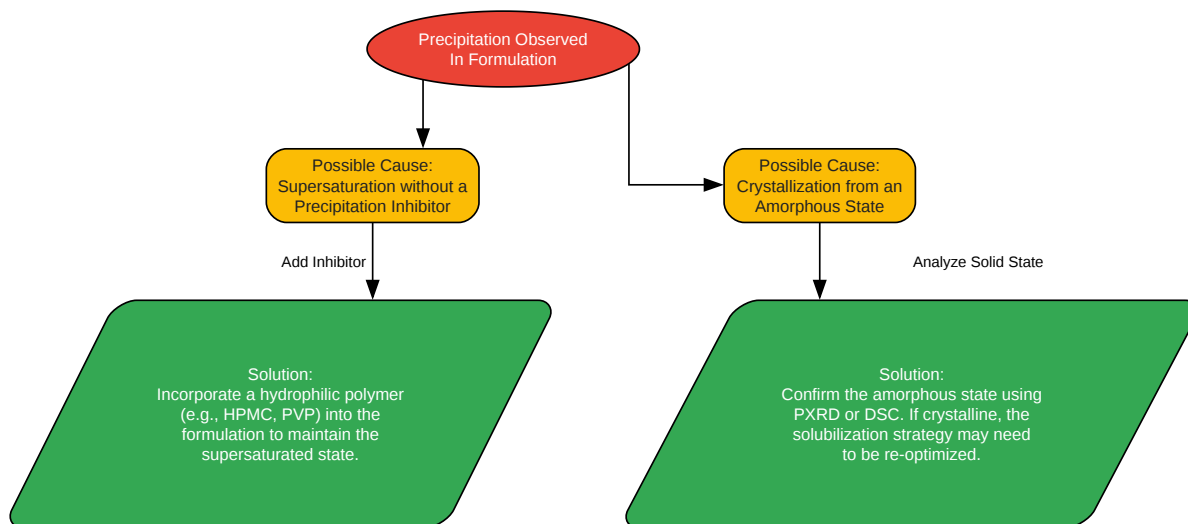 Precipitation Observed
In Formulation
Possible Cause:
Supersaturation without a
Precipitation Inhibitor
Possible Cause:
Crystallization from an
Amorphous State
Add Inhibitor
Analyze Solid State
Solution:
Incorporate a hydrophilic polymer
(e.g., HPMC, PVP) into the
formulation to maintain the
supersaturated state.
Solution:
Confirm the amorphous state using
PXRD or DSC. If crystalline, the
solubilization strategy may need
to be re-optimized.